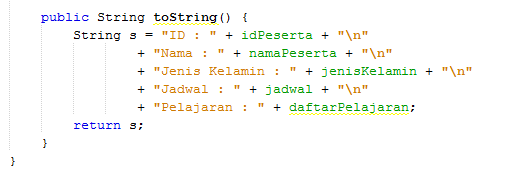 public String toString() {
String s = "ID : " + idPeserta + "\n"
+ "Nama : " + namaPeserta + "\n"
+ "Jenis Kelamin : " + jenisKelamin + "\n"
+ "Jadwal : " + jadwal + "\n"
+ "Pelajaran : " + daftarPelajaran;
return s;
}
}